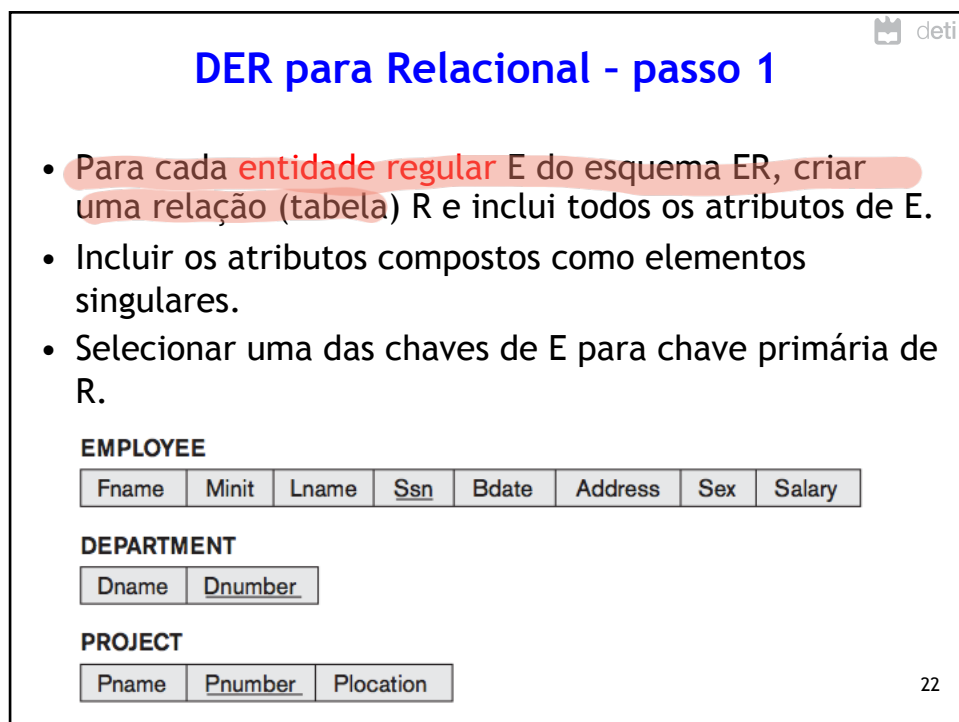 deti
DER para Relacional – passo 1
• Para cada entidade regular E do esquema ER, criar
uma relação (tabela) R e inclui todos os atributos de E.
• Incluir os atributos compostos como elementos
singulares.
• Selecionar uma das chaves de E para chave primária de
R.
EMPLOYEE
Fname Minit Lname Ssn Bdate Address Sex Salary
DEPARTMENT
Dname Dnumber
PROJECT
Pname Pnumber Plocation
22